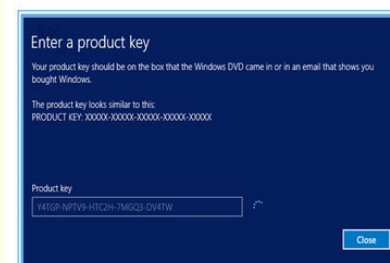 Enter a product key
Your product key should be on the box that the Windows DVD came in or in an email that shows you
bought Windows.
The product key looks similar to this:
PRODUCT KEY: XXXXX-XXXXX-XXXXX-XXXXX-XXXXX
Product key
Y4TGP-NPTV9-HTC2H-7MGQ3-DV4TW
Close